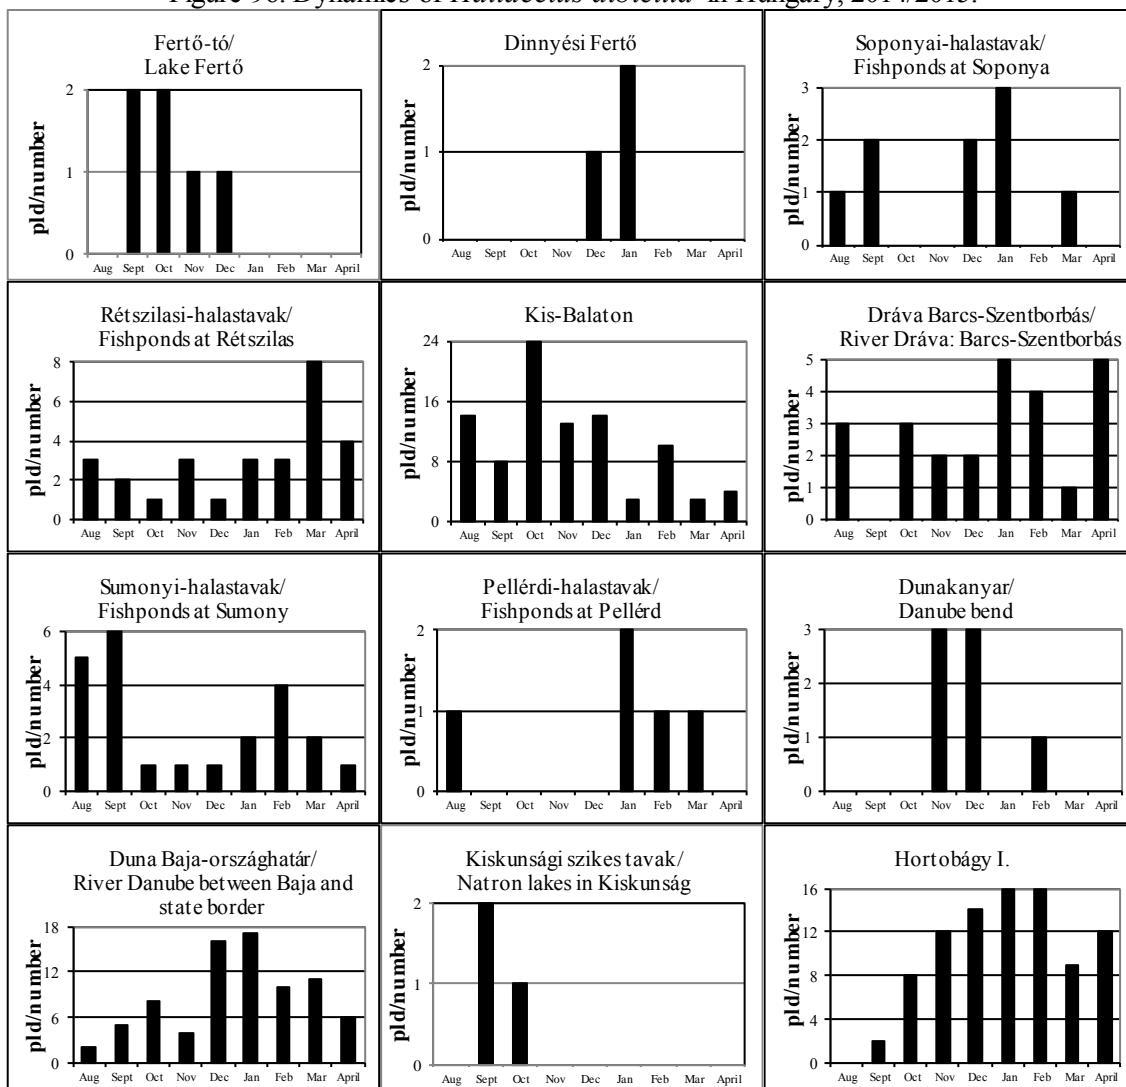 Figure Dynamics of Haliaeetus albicilla in Hungary, 2014/2015.
Fertő-tó/
Lake Fertő
pld/number
2
1
0
Aug Sept Oct Nov Dec Jan Feb Mar April
Dinnyési Fertő
pld/number
2
1
0
Aug Sept Oct Nov Dec Jan Feb Mar April
Soponyai-halastavak/
Fishponds at Soponya
pld/number
3
2
1
0
Aug Sept Oct Nov Dec Jan Feb Mar April
Rétszilasi-halastavak/
Fishponds at Rétszilas
pld/number
8
6
4
2
0
Aug Sept Oct Nov Dec Jan Feb Mar April
Kis-Balaton
pld/number
24
16
8
0
Aug Sept Oct Nov Dec Jan Feb Mar April
Dráva Barcs-Szentborbás/
River Dráva: Barcs-Szentborbás
pld/number
5
4
3
2
1
0
Aug Sept Oct Nov Dec Jan Feb Mar April
Sumonyi-halastavak/
Fishponds at Sumony
pld/number
6
4
2
0
Aug Sept Oct Nov Dec Jan Feb Mar April
Pellérdi-halastavak/
Fishponds at Pellérd
pld/number
2
1
0
Aug Sept Oct Nov Dec Jan Feb Mar April
Dunakanyar/
Danube bend
pld/number
3
2
1
0
Aug Sept Oct Nov Dec Jan Feb Mar April
Duna Baja-országhatár/
River Danube between Baja and
state border
pld/number
18
12
6
0
Aug Sept Oct Nov Dec Jan Feb Mar April
Kiskunsági szikes tavak/
Natron lakes in Kiskunság
pld/number
2
1
0
Aug Sept Oct Nov Dec Jan Feb Mar April
Hortobágy I.
pld/number
16
12
8
4
0
Aug Sept Oct Nov Dec Jan Feb Mar April